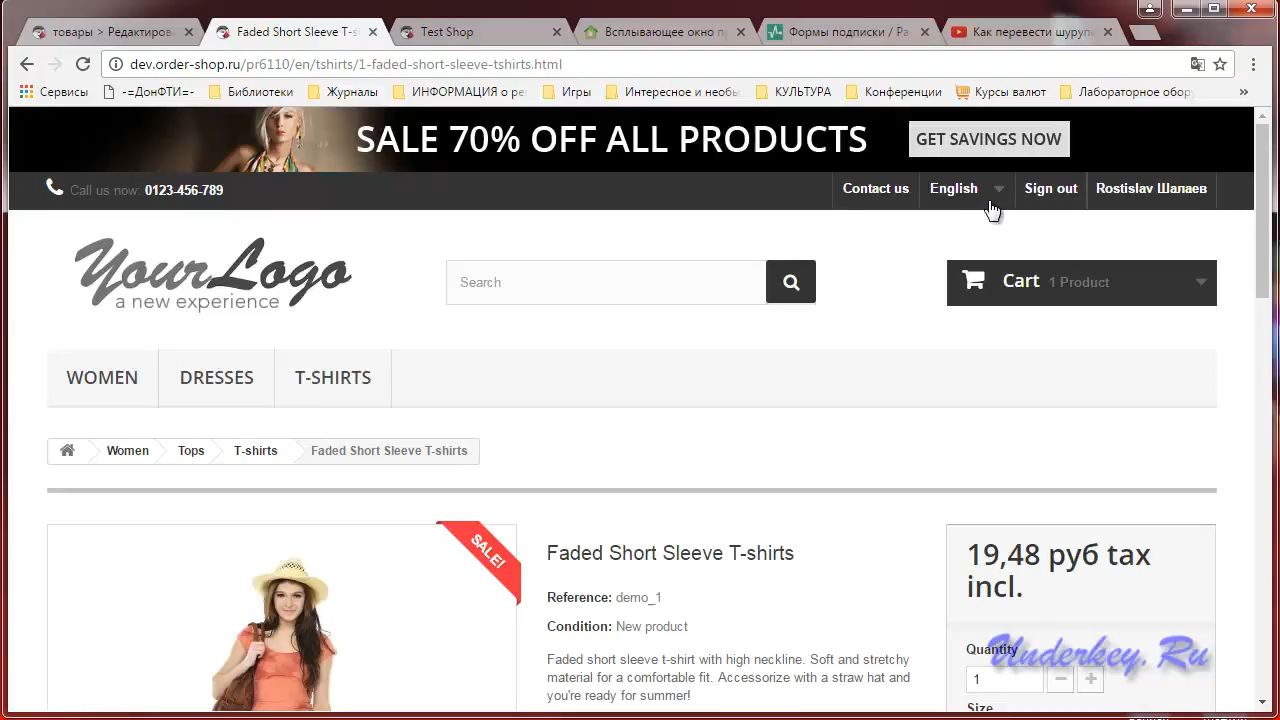 товары > Редактиров
Faded Short Sleeve T-s
Test Shop
Всплывающее окно п
Формы подписки / Ра
Как перевести шуруп
dev.order-shop.ru/pr6110/en/tshirts/1-faded-short-sleeve-tshirts.html
Сервисы
-=ДонФТИ=-
Библиотеки
Журналы
ИНФОРМАЦИЯ о рег
Игры
Интересное и необы
КУЛЬТУРА
Конференции
Курсы валют
Лабораторное обор
»
SALE 70% OFF ALL PRODUCTS
GET SAVINGS NOW
Call us now: 0123-456-789
Contact us
English
Sign out
Rostislav Шалаев
YourLogo
a new experience
Search
Cart 1 Product
WOMEN
DRESSES
T-SHIRTS
Women
Tops
T-shirts
Faded Short Sleeve T-shirts
SALE!
Faded Short Sleeve T-shirts
Reference: demo_1
Condition: New product
Faded short sleeve t-shirt with high neckline. Soft and stretchy
material for a comfortable fit. Accessorize with a straw hat and
you're ready for summer!
19,48 руб tax
incl.
Quantity
Underkey.Ru
1
Size